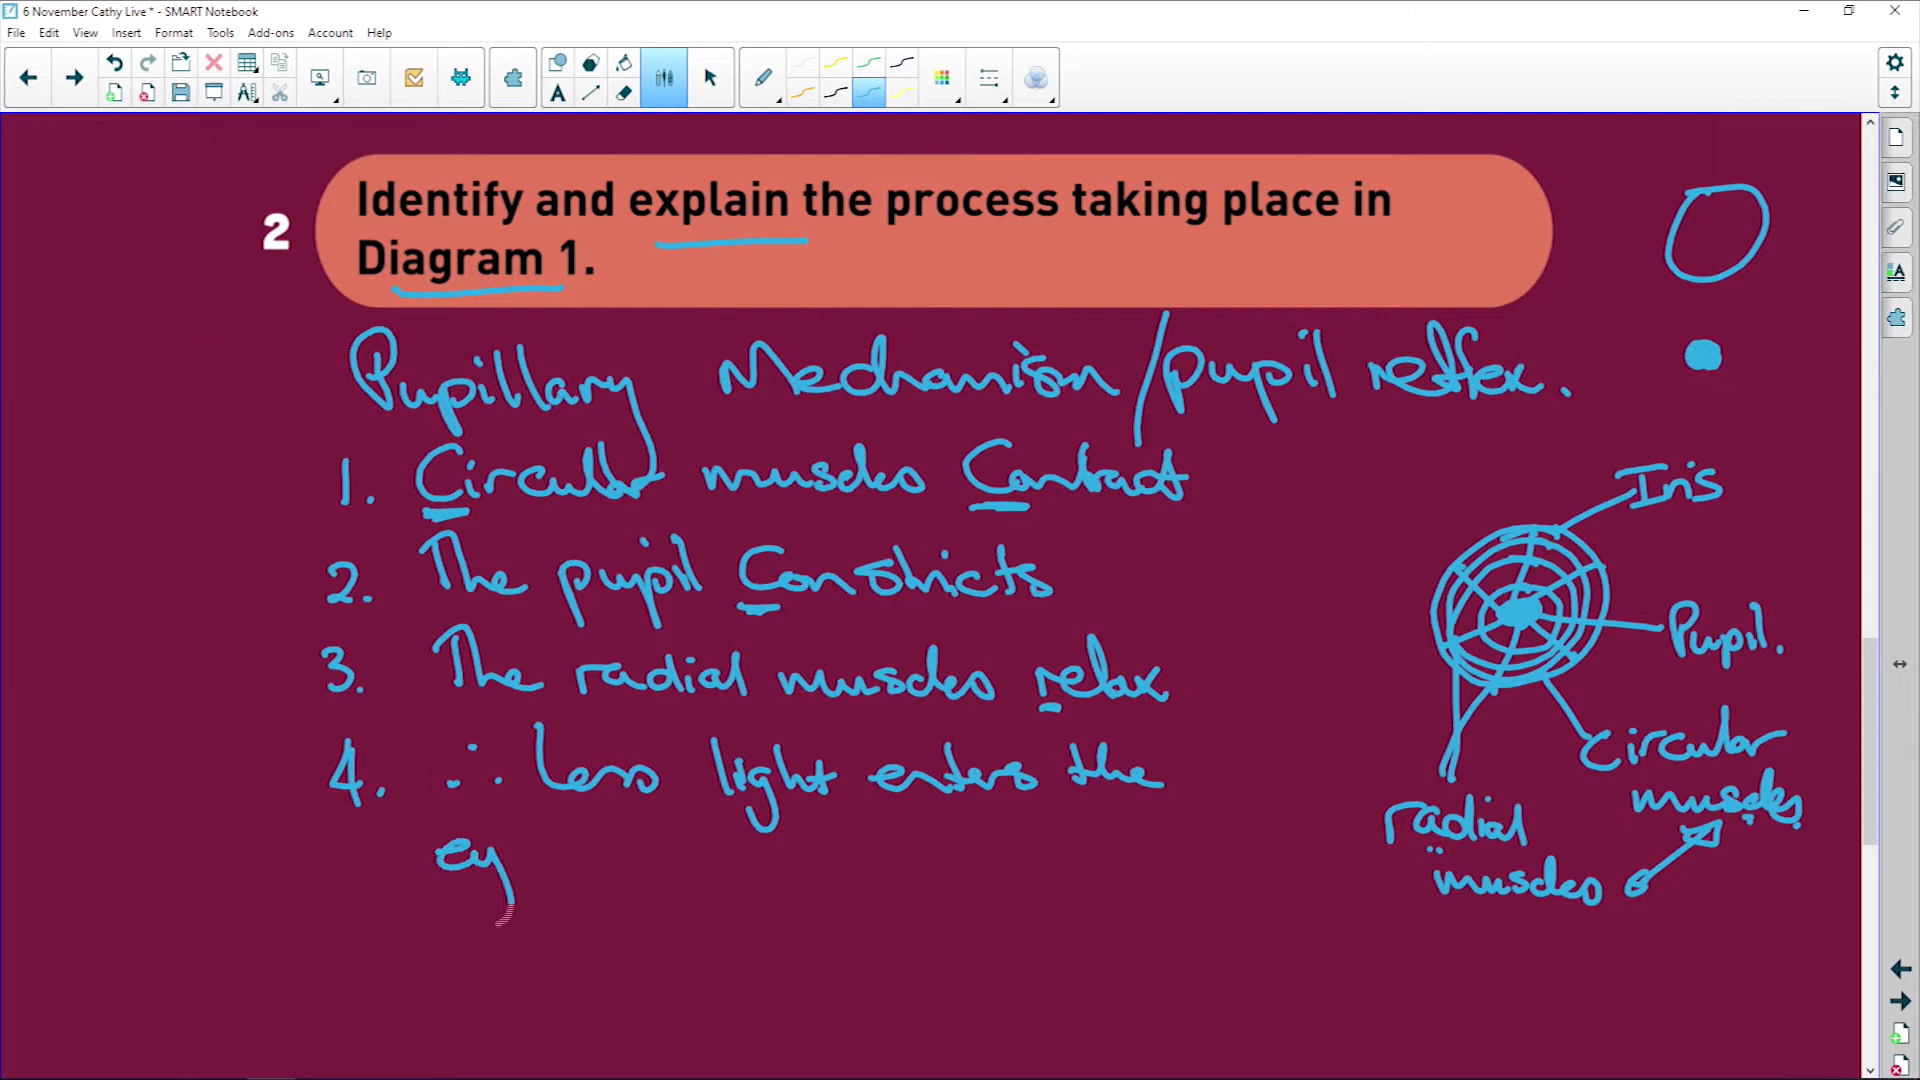 6 November Cathy Live * - SMART Notebook
File Edit View Insert Format Tools Add-ons Account Help
2
Identify and explain the process taking place in
Diagram 1.
Pupillary Mechanism/pupil reflex.
1. Circular muscles Contract
2. The pupil Constricts
3. The radial muscles relax
4. ∴ Less light enters the
ey
Iris
Pupil.
Circular
muscles
radial
muscles